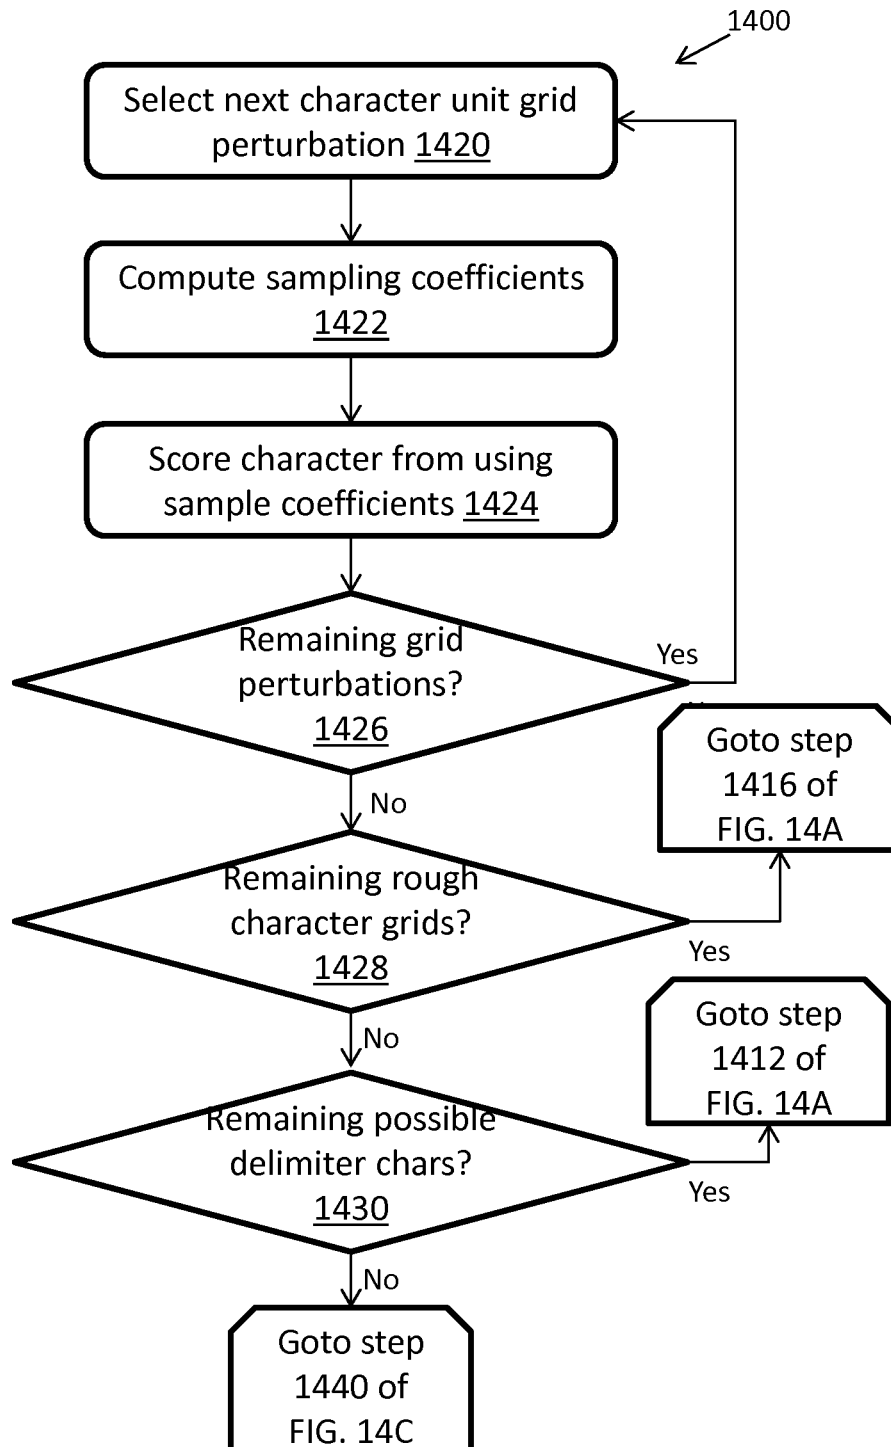 1400
Select next character unit grid
perturbation 1420
Compute sampling coefficients
1422
Score character from using
sample coefficients 1424
Remaining grid
perturbations?
1426
Yes
No
Goto step
1416 of
FIG. 14A
Remaining rough
character grids?
1428
Yes
No
Goto step
1412 of
FIG. 14A
Remaining possible
delimiter chars?
1430
Yes
No
Goto step
1440 of
FIG. 14C